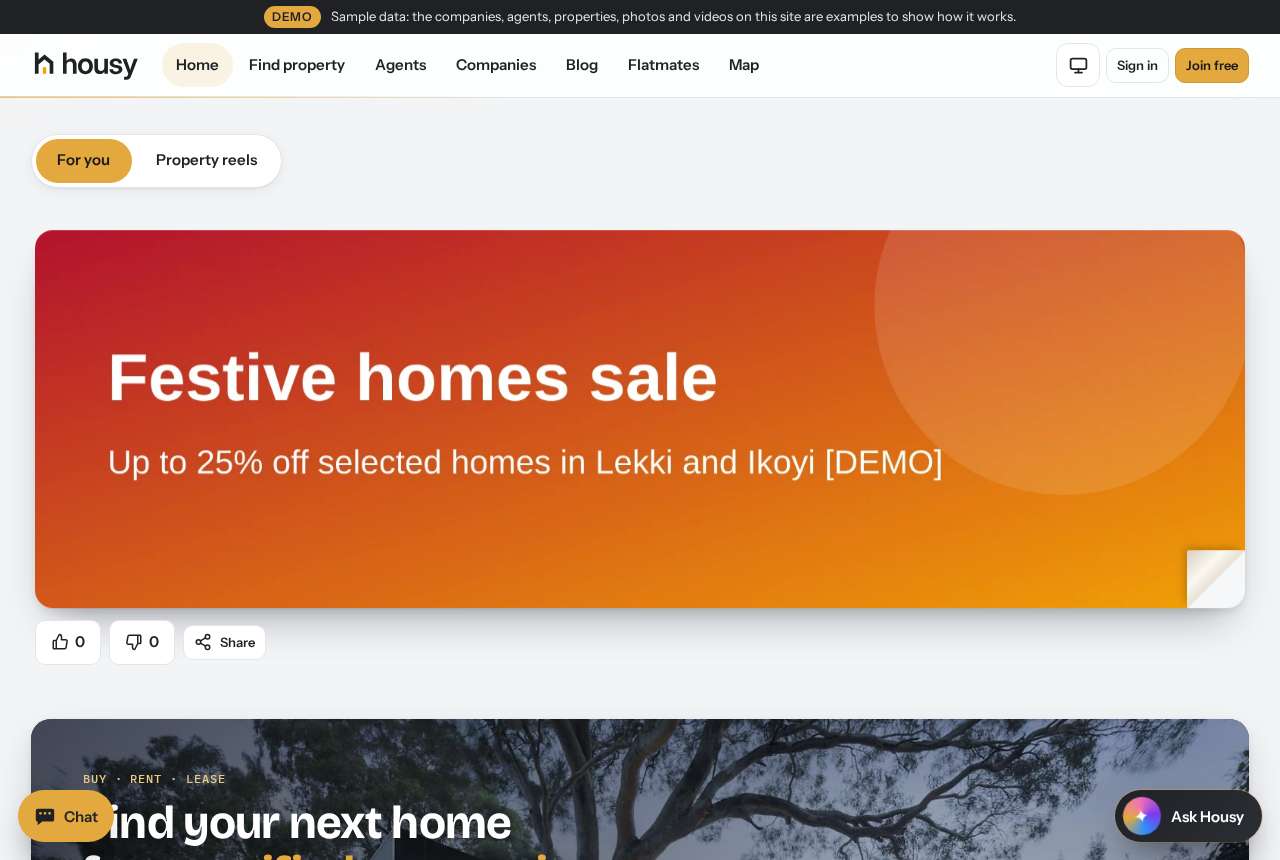 DEMO Sample data: the companies, agents, properties, photos and videos on this site are examples to show how it works.
housy Home Find property Agents Companies Blog Flatmates Map Sign in Join free
For you Property reels
Festive homes sale
Up to 25% off selected homes in Lekki and Ikoyi [DEMO]
0 0 Share
BUY · RENT · LEASE
find your next home
Chat Ask Housy